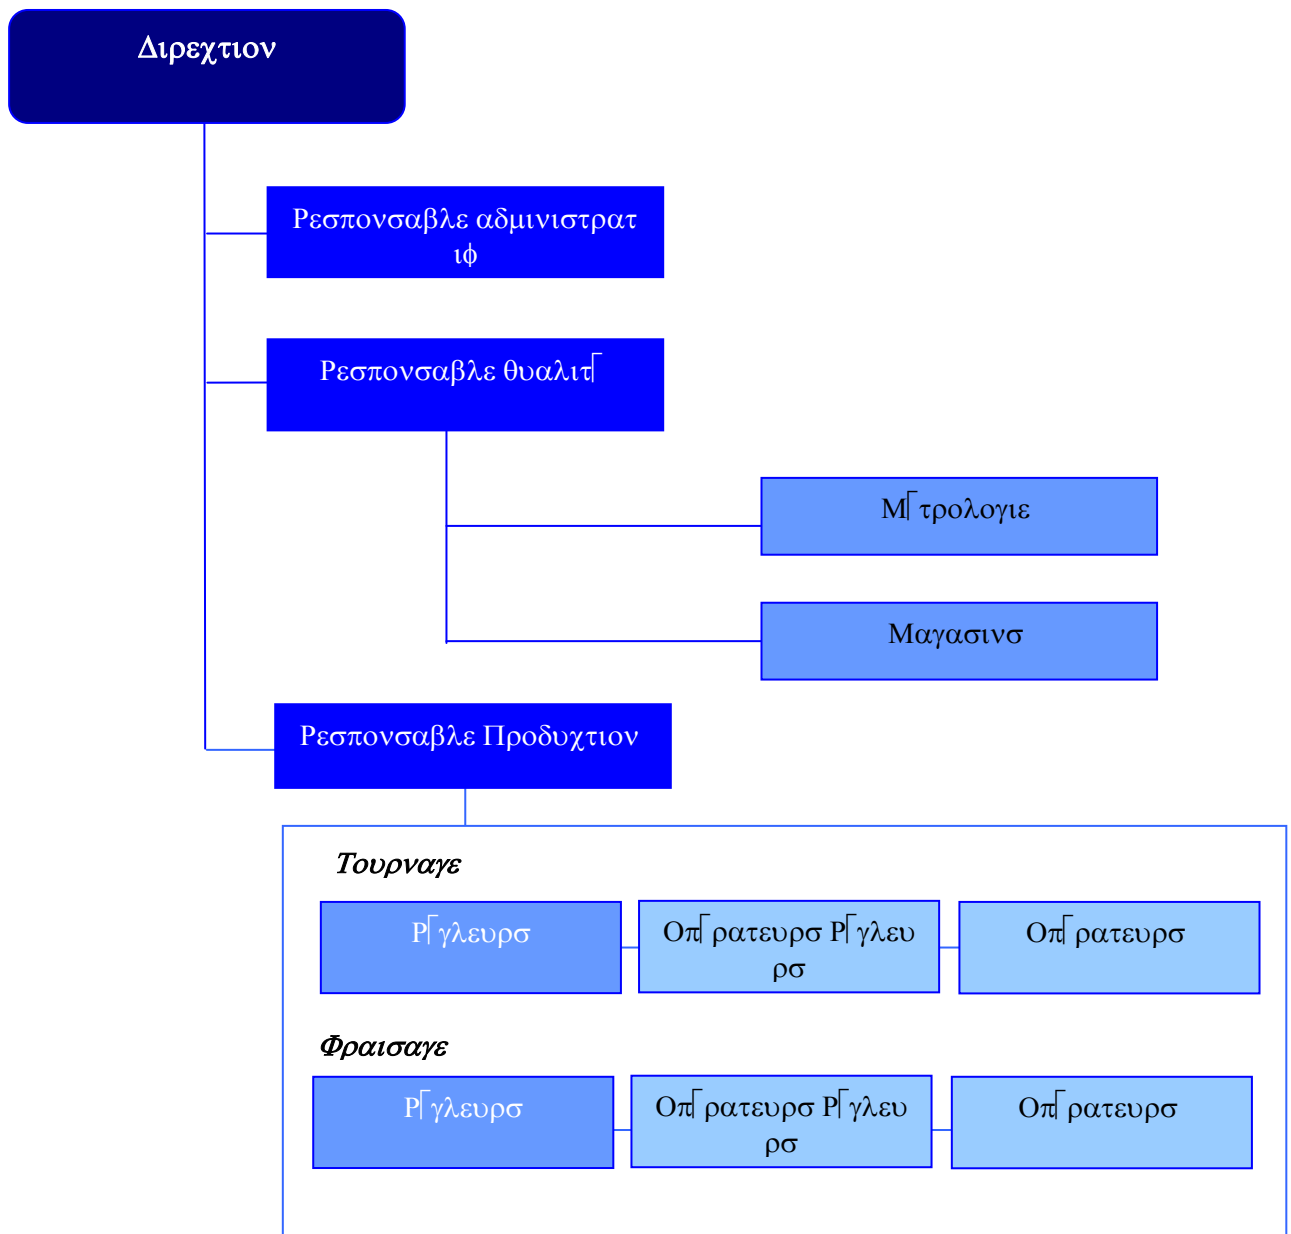 Διρεχτιον
Ρεσπονσαβλε αδμινιστρατ
ιϕ
Ρεσπονσαβλε θυαλιτ⎡
Μ⎡τρολογιε
Μαγασινσ
Ρεσπονσαβλε Προδυχτιον
Τουρναγε
Ρ⎡γλευρσ
Οπ⎡ρατευρσ Ρ⎡γλευ
ρσ
Οπ⎡ρατευρσ
Φραισαγε
Ρ⎡γλευρσ
Οπ⎡ρατευρσ Ρ⎡γλευ
ρσ
Οπ⎡ρατευρσ